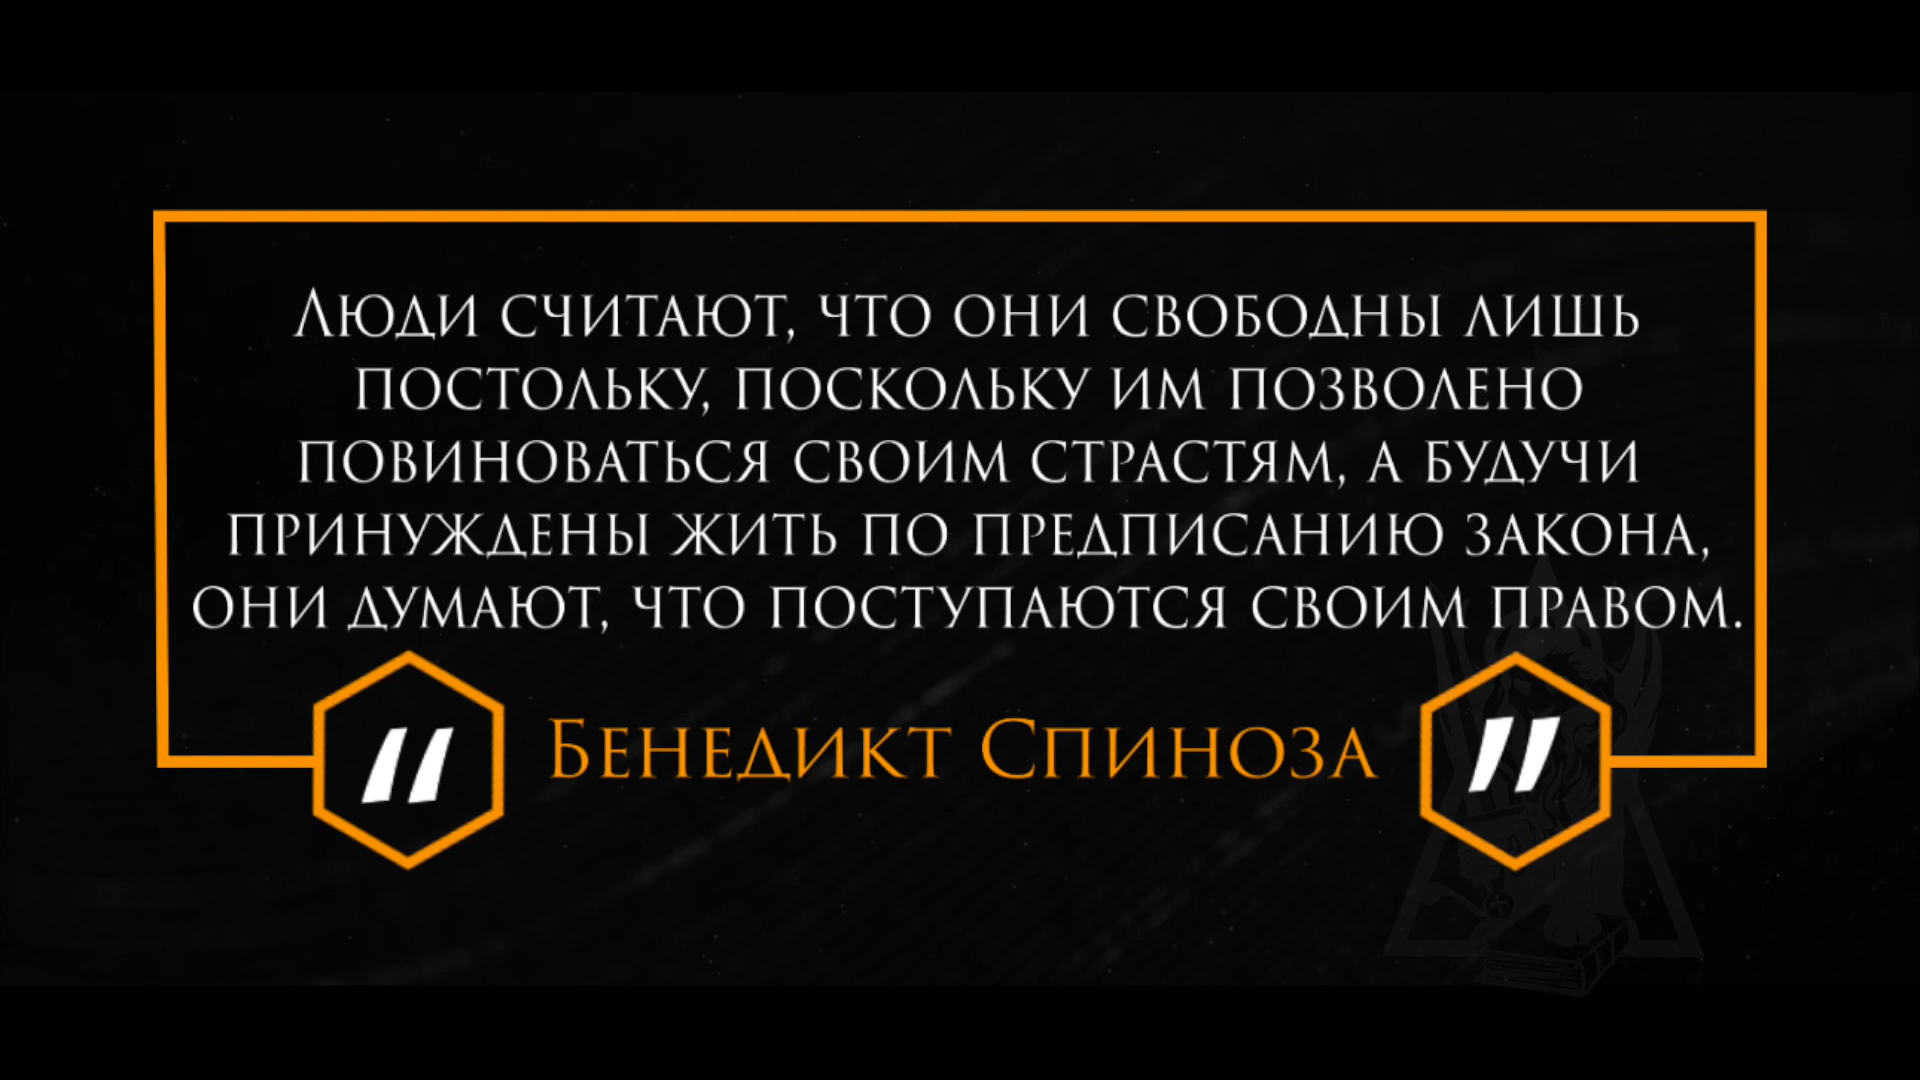 Люди считают, что они свободны лишь
постольку, поскольку им позволено
повиноваться своим страстям, а будучи
принуждены жить по предписанию закона,
они думают, что поступаются своим правом.
" Бенедикт Спиноза "